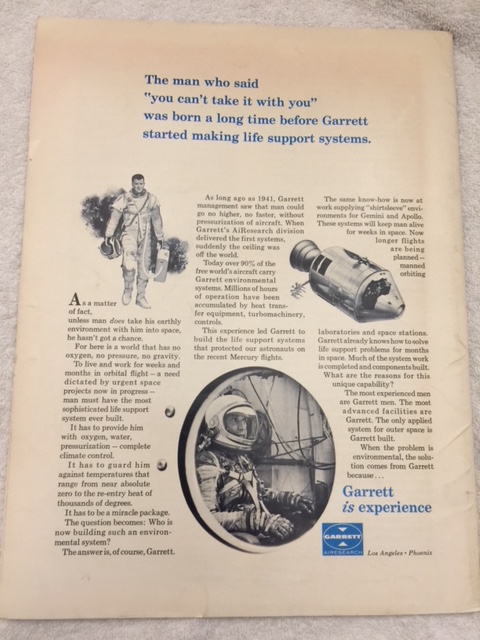 The man who said
"you can't take it with you"
was born a long time before Garrett
started making life support systems.
As a matter
of fact,
unless man does take his earthly
environment with him into space,
he hasn't got a chance.
For here is a world that has no
oxygen, no pressure, no gravity.
To live and work for weeks and
months in orbital flight – a need
dictated by urgent space
projects now in progress –
man must have the most
sophisticated life support
system ever built.
It has to provide him
with oxygen, water,
pressurization – complete
climate control.
It has to guard him
against temperatures that
range from near absolute
zero to the re-entry heat of
thousands of degrees.
It has to be a miracle package.
The question becomes: Who is
now building such an environ-
mental system?
The answer is, of course, Garrett.
As long ago as 1941, Garrett
management saw that man could
go no higher, no faster, without
pressurization of aircraft. When
Garrett's AiResearch division
delivered the first systems,
suddenly the ceiling was
off the world.
Today over 90% of the
free world's aircraft carry
Garrett environmental
systems. Millions of hours
of operation have been
accumulated by heat trans-
fer equipment, turbomachinery,
controls.
This experience led Garrett to
build the life support systems
that protected our astronauts on
the recent Mercury flights.
The same know-how is now at
work supplying "shirtsleeve" envi-
ronments for Gemini and Apollo.
These systems will keep man alive
for weeks in space. Now
longer flights
are being
planned –
manned
orbiting
laboratories and space stations.
Garrett already knows how to solve
life support problems for months
in space. Much of the system work
is completed and components built.
What are the reasons for this
unique capability?
The most experienced men
are Garrett men. The most
advanced facilities are
Garrett. The only applied
system for outer space is
Garrett built.
When the problem is
environmental, the solu-
tion comes from Garrett
because . . .
Garrett
is experience
GARRETT
AIRESEARCH
Los Angeles • Phoenix